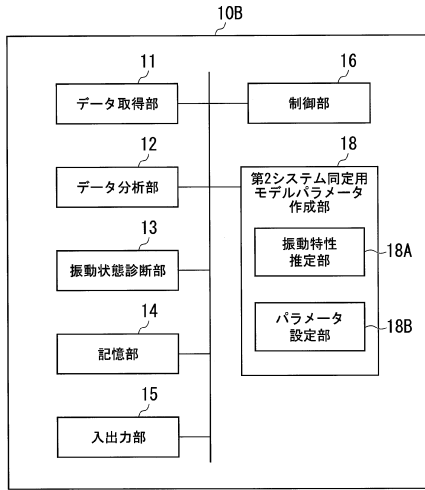 10B
11
データ取得部
12
データ分析部
13
振動状態診断部
14
記憶部
15
入出力部
16
制御部
18
第2システム同定用
モデルパラメータ
作成部
振動特性
推定部
18A
パラメータ
設定部
18B